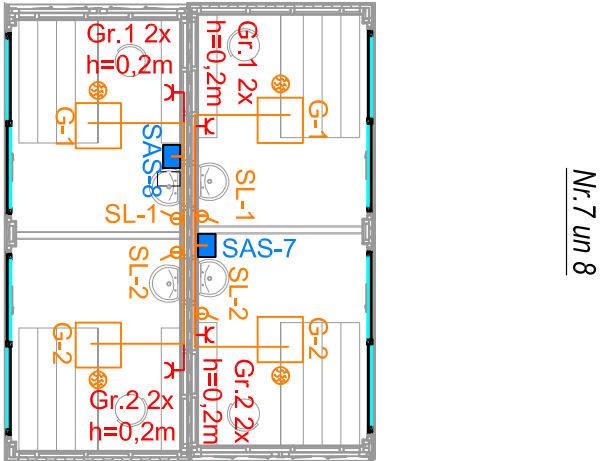 Gr.1 2x
h=0,2m
Gr.1 2x
h=0,2m
G-1
G-1
SAS-8
SL-1
SL-1
SAS-7
SL-2
SL-2
G-2
G-2
Gr.2 2x
h=0,2m
Gr.2 2x
h=0,2m
Nr.7 un 8